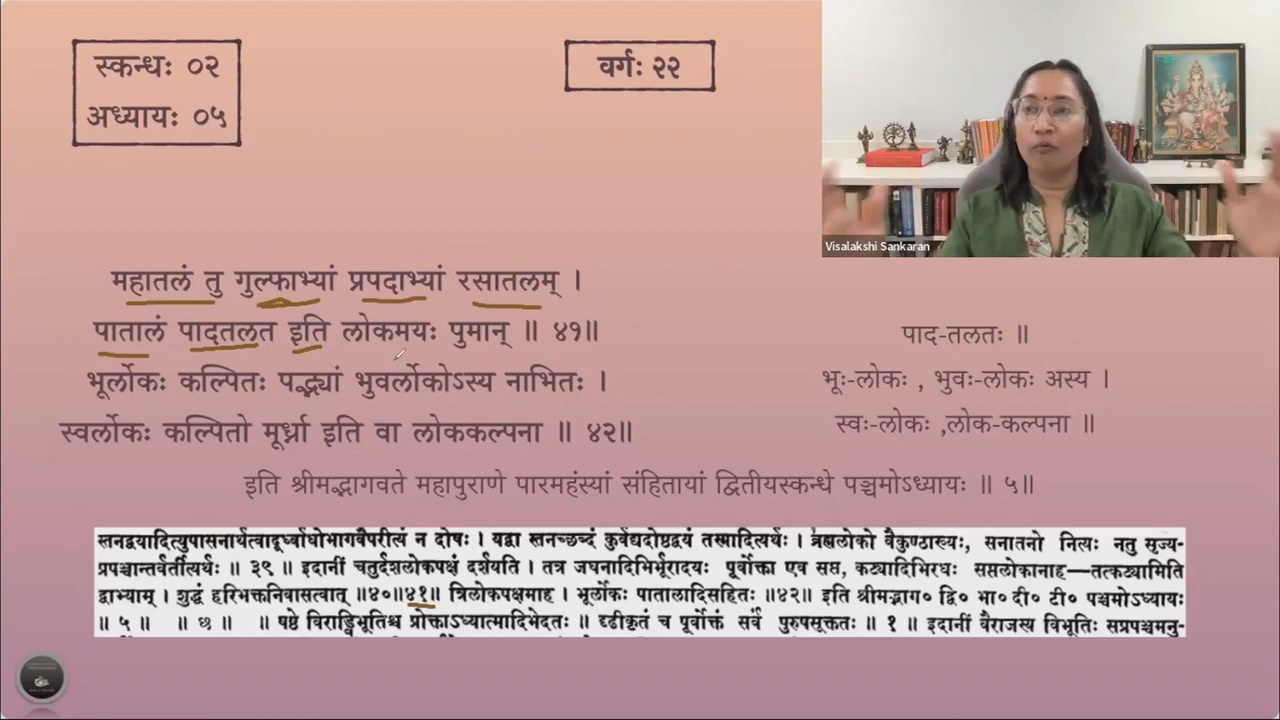 स्कन्धः ०२
अध्यायः ०५
वर्गः २२
Visalakshi Sankaran
महातलं तु गुल्फाभ्यां प्रपदाभ्यां रसातलम् ।
पातालं पादतलत इति लोकमयः पुमान् ॥ ४१॥
भूर्लोकः कल्पितः पद्भ्यां भुवर्लोकोऽस्य नाभितः ।
स्वर्लोकः कल्पितो मूर्ध्ना इति वा लोककल्पना ॥ ४२॥
पाद-तलतः ॥
भूः-लोकः , भुवः-लोकः अस्य ।
स्वः-लोकः ,लोक-कल्पना ॥
इति श्रीमद्भागवते महापुराणे पारमहंस्यां संहितायां द्वितीयस्कन्धे पञ्चमोऽध्यायः ॥ ५॥
स्तनद्वयादित्युपासनार्थत्वादूर्ध्वाधोभागवैपरीत्यं न दोषः । यद्वा स्तनच्छब्दं कुर्वद्यदोष्ठद्वयं तस्मादित्यर्थः । ब्रह्मलोको वैकुण्ठाख्यः, सनातनो नित्यः नतु सृज्य-
प्रपञ्चान्तर्वर्तीत्यर्थः ॥ ३९ ॥ इदानीं चतुर्दशलोकपक्षं दर्शयति । तत्र जघनादिभिर्भूरादयः पूर्वोक्ता एव सप्त, कट्यादिभिरधः सप्तलोकानाह—तत्कट्यामिति
द्वाभ्याम् । शुद्धं हरिभक्तनिवासत्वात् ॥४०॥४१॥ त्रिलोकपक्षमाह । भूर्लोकः पातालादिसहितः ॥४२॥ इति श्रीमद्भाग० द्वि० भा० दी० टी० पञ्चमोऽध्यायः
॥ ५ ॥ ॥ छ ॥ ॥ षष्ठे विराड्विभूतिश्च प्रोक्ताऽध्यात्मादिभेदतः ॥ दृढीकृतं च पूर्वोक्तं सर्वं पुरुषसूक्ततः ॥ १ ॥ इदानीं वैराजस्य विभूतिः सप्रपञ्चमनु-